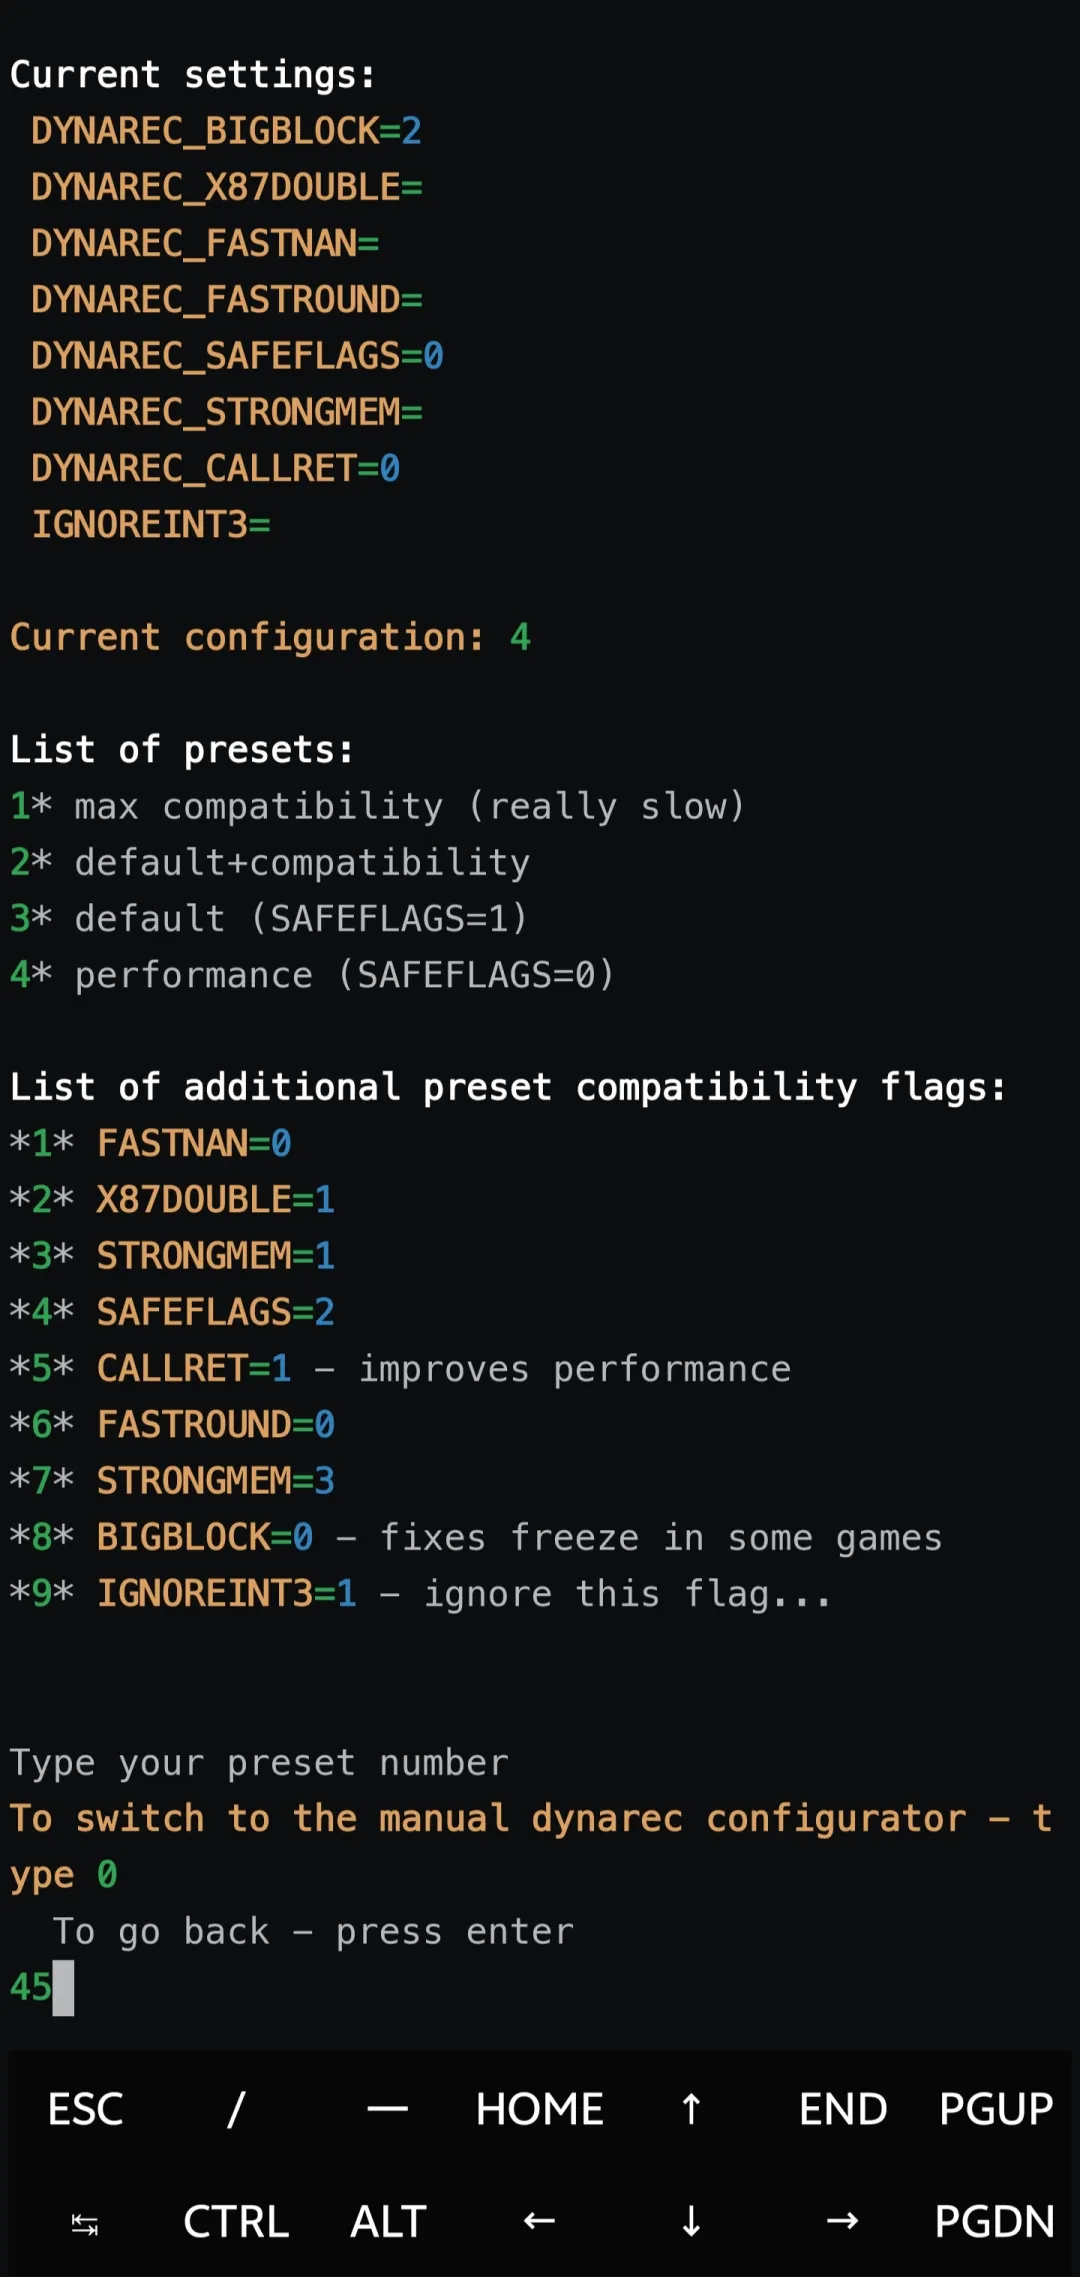 Current settings:
DYNAREC_BIGBLOCK=2
DYNAREC_X87DOUBLE=
DYNAREC_FASTNAN=
DYNAREC_FASTROUND=
DYNAREC_SAFEFLAGS=0
DYNAREC_STRONGMEM=
DYNAREC_CALLRET=0
IGNOREINT3=
Current configuration: 4
List of presets:
1* max compatibility (really slow)
2* default+compatibility
3* default (SAFEFLAGS=1)
4* performance (SAFEFLAGS=0)
List of additional preset compatibility flags:
*1* FASTNAN=0
*2* X87DOUBLE=1
*3* STRONGMEM=1
*4* SAFEFLAGS=2
*5* CALLRET=1 – improves performance
*6* FASTROUND=0
*7* STRONGMEM=3
*8* BIGBLOCK=0 – fixes freeze in some games
*9* IGNOREINT3=1 – ignore this flag...
Type your preset number
To switch to the manual dynarec configurator – t
ype 0
To go back – press enter
45
ESC / — HOME ↑ END PGUP
↹ CTRL ALT ← ↓ → PGDN